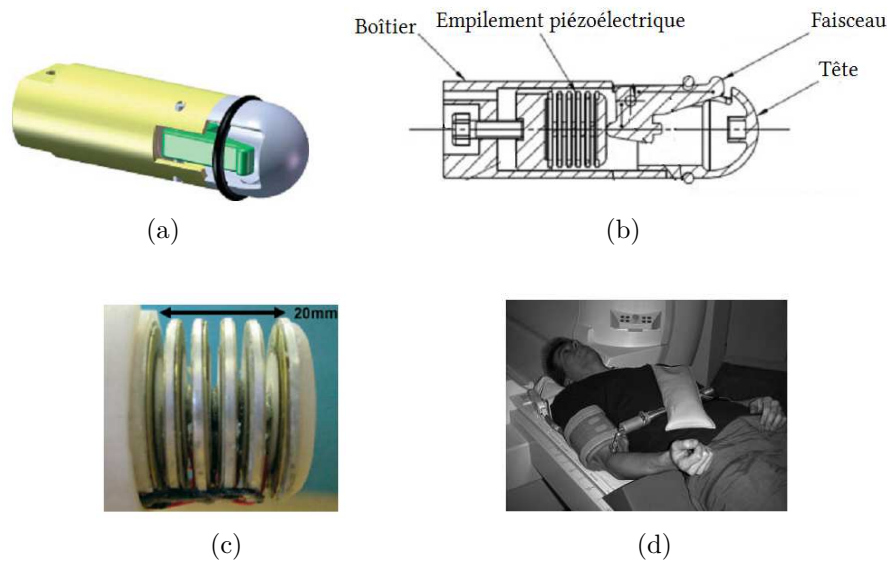 Boîtier
Empilement piézoélectrique
Faisceau
Tête
(a)
(b)
20mm
(c)
(d)